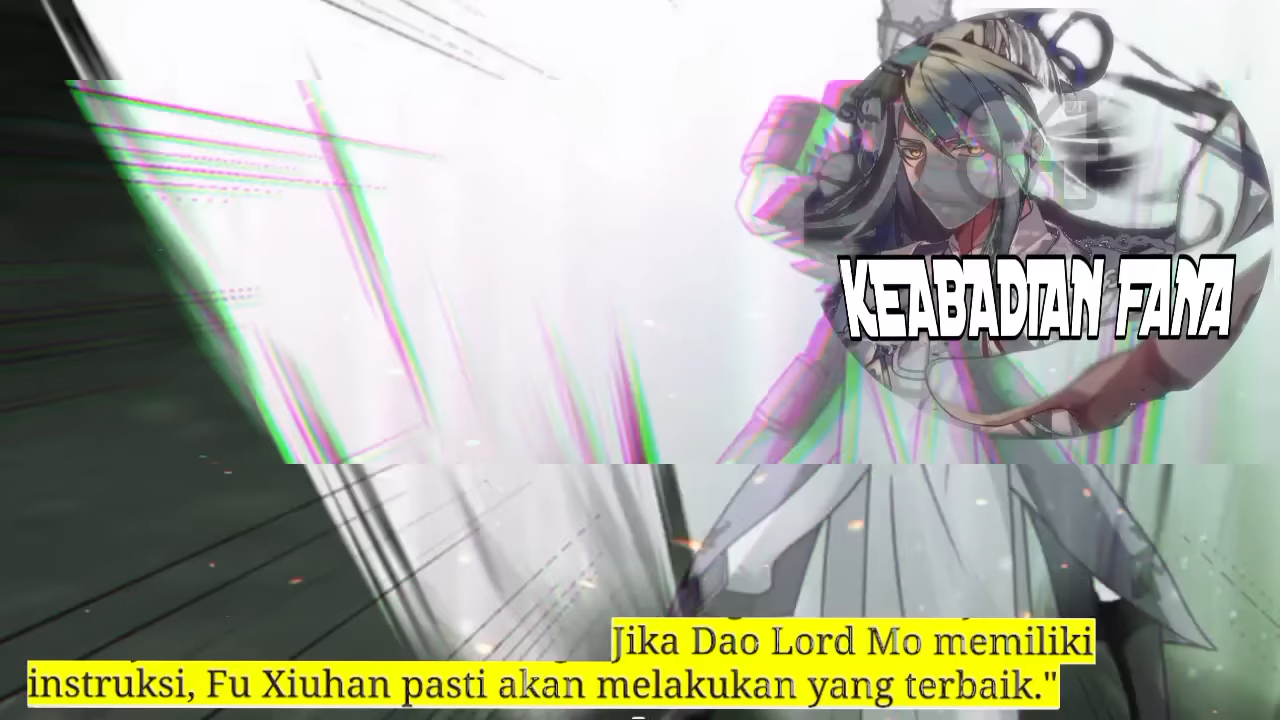 KEABADIAN FANA
Jika Dao Lord Mo memiliki
instruksi, Fu Xiuhan pasti akan melakukan yang terbaik."